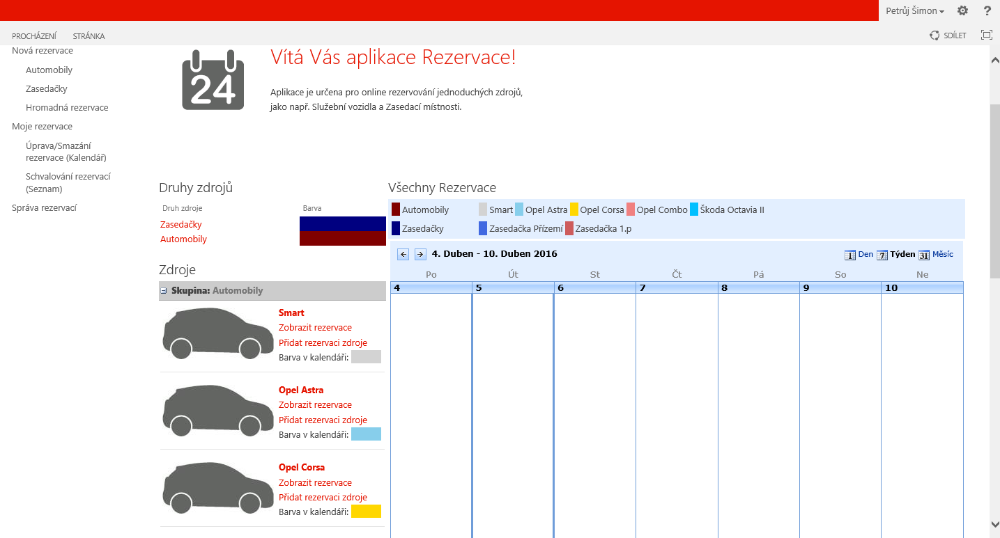 Petrůj Šimon
?
PROCHÁZENÍ STRÁNKA
SDÍLET
Nová rezervace
Automobily
Zasedačky
Hromadná rezervace
Moje rezervace
Úprava/Smazání
rezervace (Kalendář)
Schvalování rezervací
(Seznam)
Správa rezervací
24
Vítá Vás aplikace Rezervace!
Aplikace je určena pro online rezervování jednoduchých zdrojů,
jako např. Služební vozidla a Zasedací místnosti.
Druhy zdrojů
Druh zdroje Barva
Zasedačky
Automobily
Zdroje
Skupina: Automobily
Smart
Zobrazit rezervace
Přidat rezervaci zdroje
Barva v kalendáři:
Opel Astra
Zobrazit rezervace
Přidat rezervaci zdroje
Barva v kalendáři:
Opel Corsa
Zobrazit rezervace
Přidat rezervaci zdroje
Barva v kalendáři:
Všechny Rezervace
Automobily Smart Opel Astra Opel Corsa Opel Combo Škoda Octavia II
Zasedačky Zasedačka Přízemí Zasedačka 1.p
4. Duben - 10. Duben 2016
1 Den 7 Týden 31 Měsíc
Po Út St Čt Pá So Ne
4 5 6 7 8 9 10